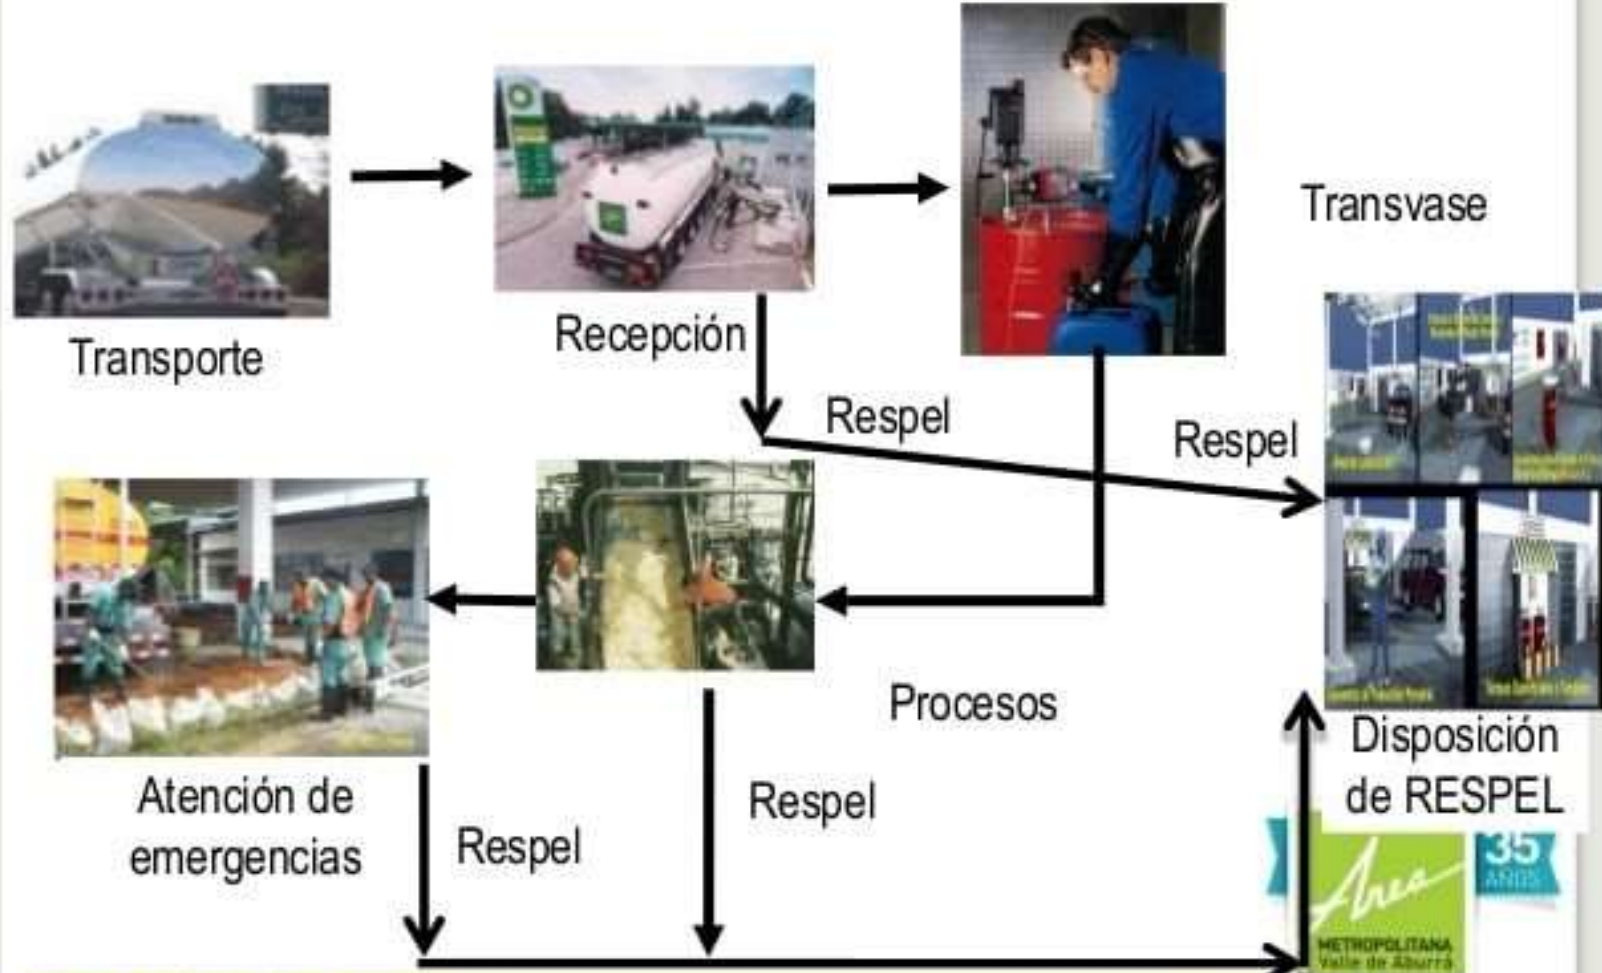 Transvase
Recepción
Transporte
Respel
Respel
Procesos
Disposición
de RESPEL
Atención de
emergencias
Respel
Respel
35
AÑOS
Area
METROPOLITANA
Valle de Aburrá